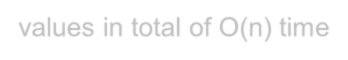 values in total of O(n) time